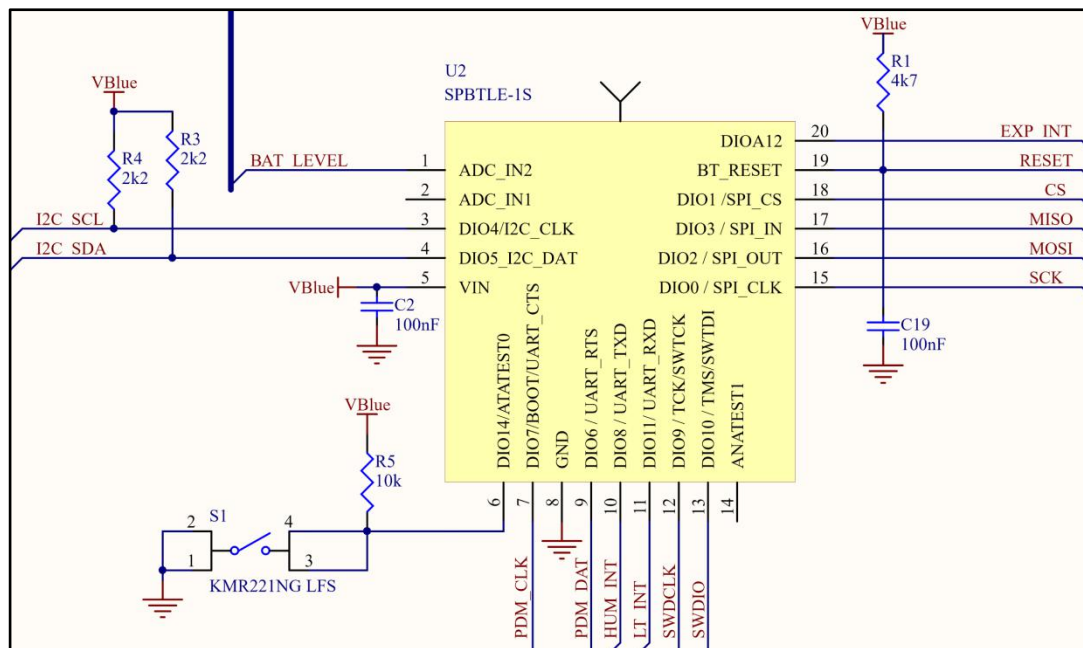 VBlue
R4
2k2
R3
2k2
BAT_LEVEL
I2C_SCL
I2C_SDA
VBlue
C2
100nF
U2
SPBTLE-1S
1 ADC_IN2
2 ADC_IN1
3 DIO4/I2C_CLK
4 DIO5_I2C_DAT
5 VIN
DIOA12 20 EXP_INT
BT_RESET 19 RESET
DIO1 /SPI_CS 18 CS
DIO3 / SPI_IN 17 MISO
DIO2 / SPI_OUT 16 MOSI
DIO0 / SPI_CLK 15 SCK
VBlue
R1
4k7
C19
100nF
DIO14/ATATEST0 6
DIO7/BOOT/UART_CTS 7 PDM_CLK
GND 8
DIO6 / UART_RTS 9 PDM_DAT
DIO8 / UART_TXD 10 HUM_INT
DIO11/ UART_RXD 11 LT_INT
DIO9 / TCK/SWTCK 12 SWDCLK
DIO10 / TMS/SWTDI 13 SWDIO
ANATEST1 14
VBlue
R5
10k
S1
2 4
1 3
KMR221NG LFS